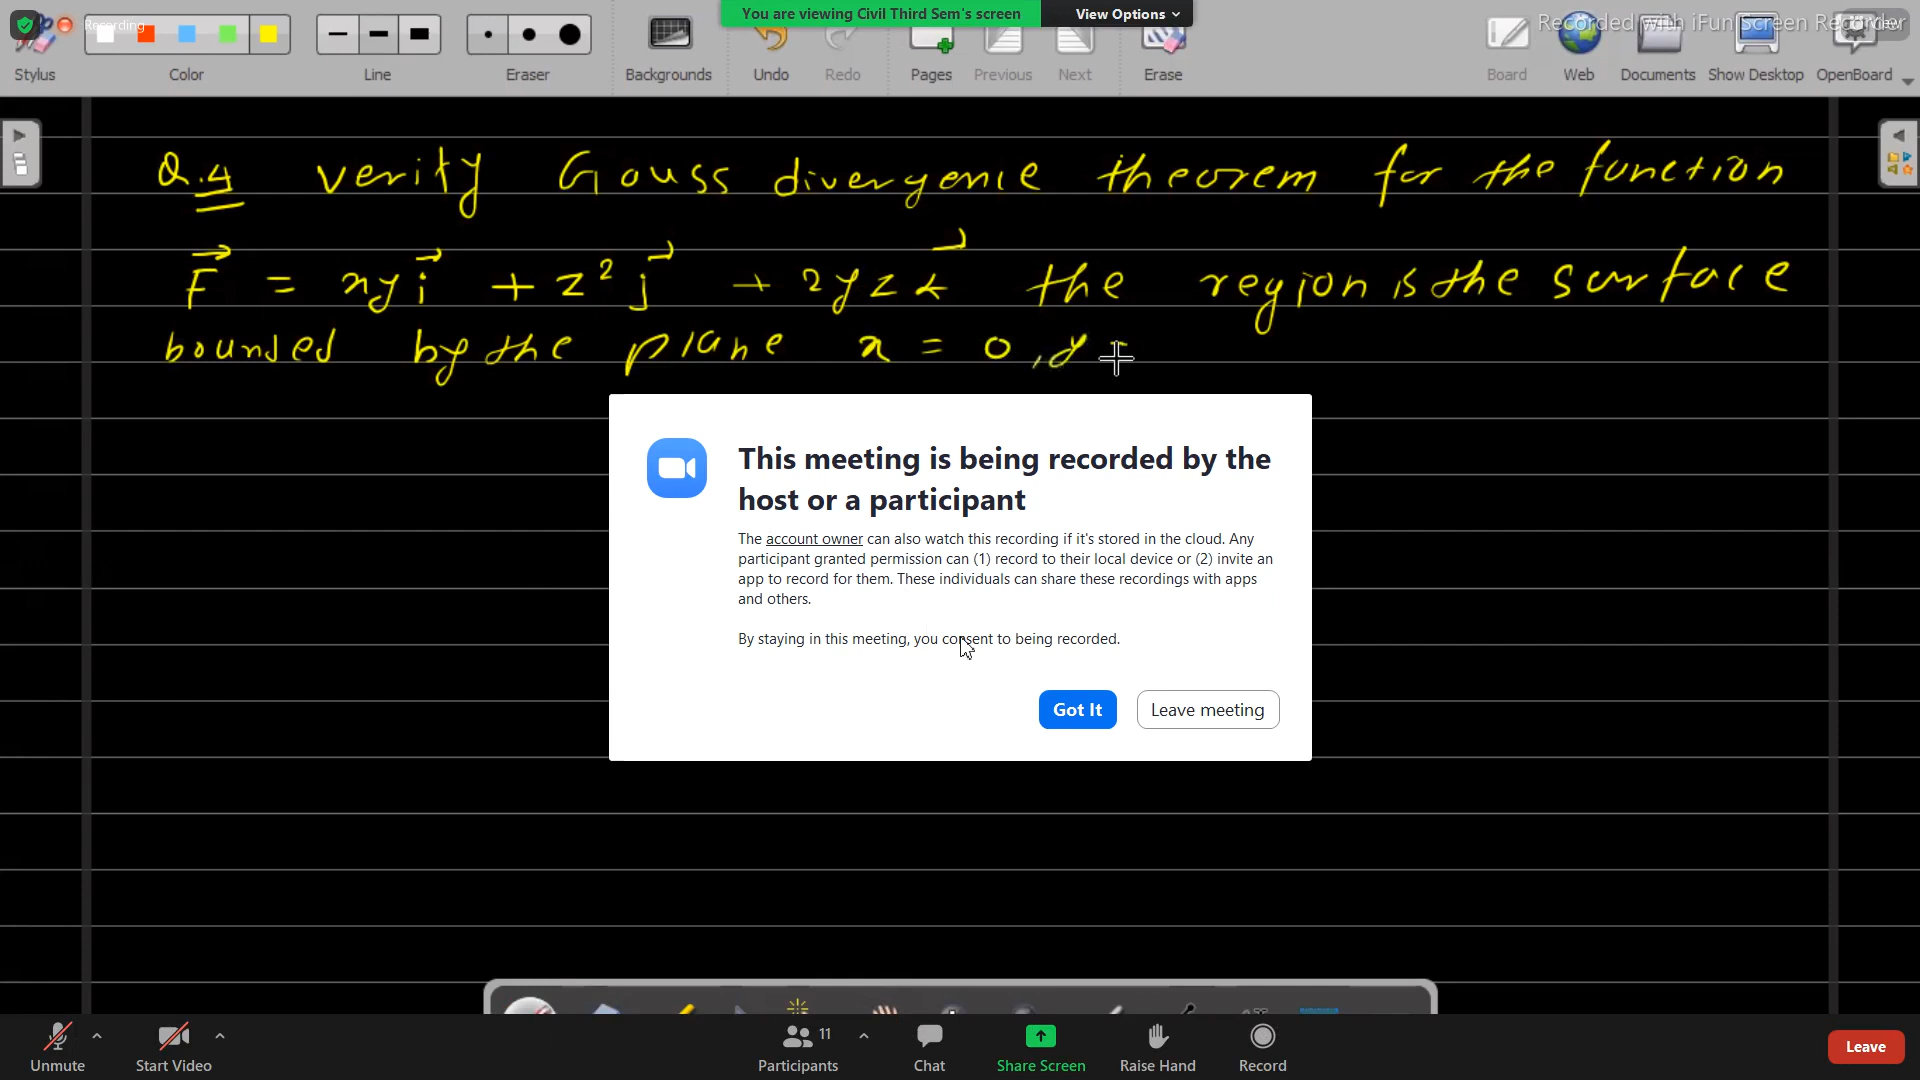 Recording
You are viewing Civil Third Sem's screen
View Options
Recorded with iFun Screen Recorder
View
Stylus
Color
Line
Eraser
Backgrounds
Undo
Redo
Pages
Previous
Next
Erase
Board
Web
Documents
Show Desktop
OpenBoard
Q.4 verity Gauss divergenie theorem for the function
F⃗ = xy i⃗ + z² j⃗ + 2yz k⃗ the region is the surface
bounded by the plane x = 0, y =
This meeting is being recorded by the
host or a participant
The account owner can also watch this recording if it's stored in the cloud. Any
participant granted permission can (1) record to their local device or (2) invite an
app to record for them. These individuals can share these recordings with apps
and others.
By staying in this meeting, you consent to being recorded.
Got It
Leave meeting
Unmute
Start Video
11
Participants
Chat
Share Screen
Raise Hand
Record
Leave